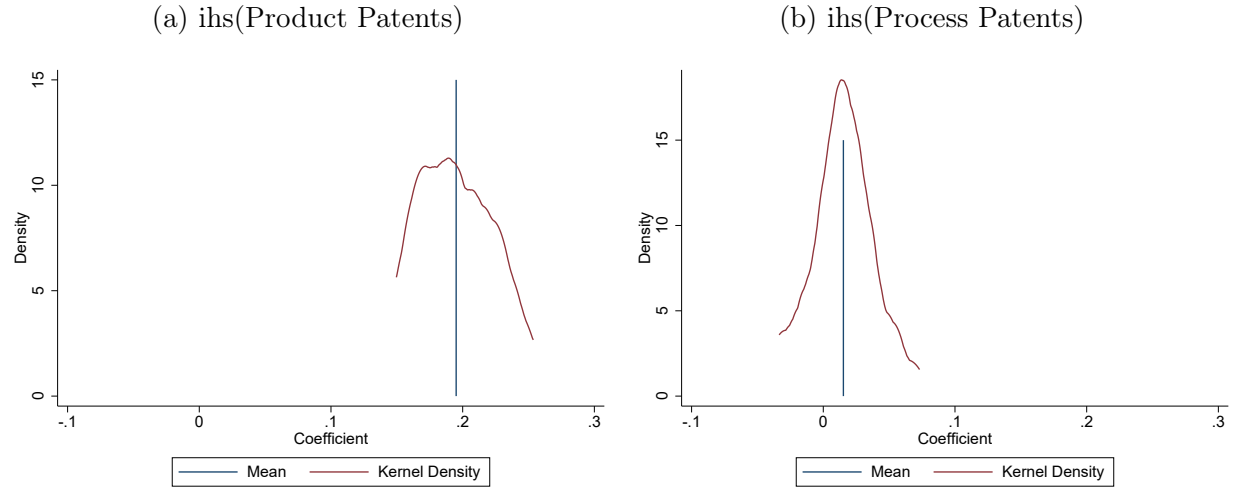 (a) ihs(Product Patents)
15
10
5
0
Density
-.1 0 .1 .2 .3
Coefficient
Mean Kernel Density
(b) ihs(Process Patents)
15
10
5
0
Density
-.1 0 .1 .2 .3
Coefficient
Mean Kernel Density